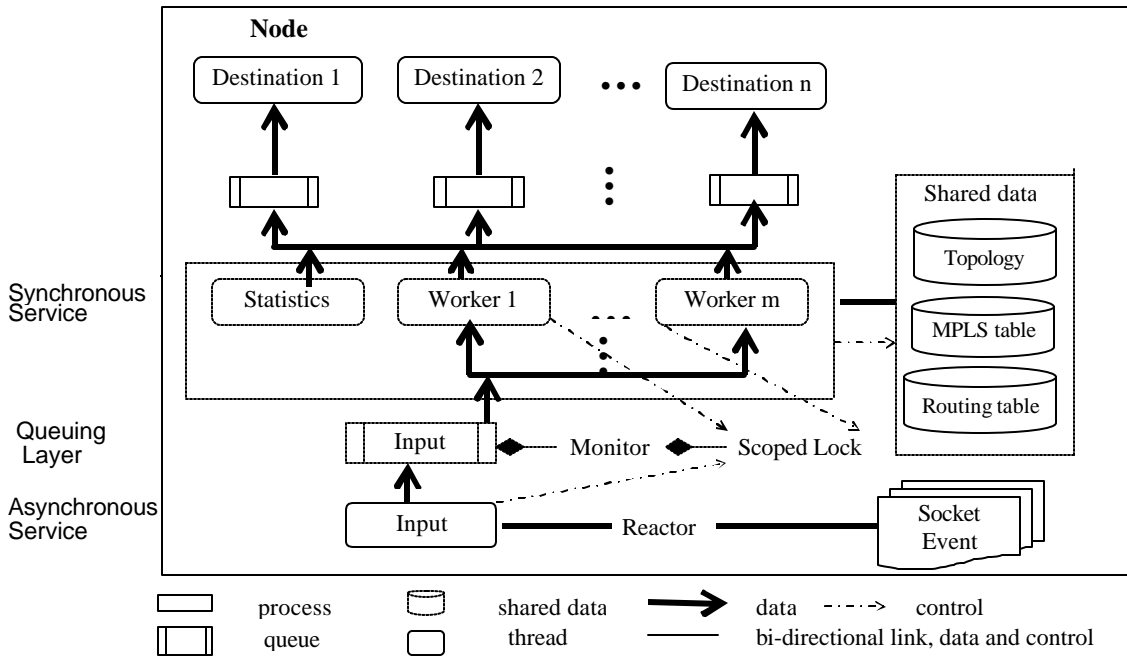 Node
Destination 1
Destination 2
Destination n
Shared data
Topology
MPLS table
Routing table
Synchronous
Service
Statistics
Worker 1
Worker m
Queuing
Layer
Input
Monitor
Scoped Lock
Asynchronous
Service
Input
Reactor
Socket
Event
process
shared data
data
control
queue
thread
bi-directional link, data and control